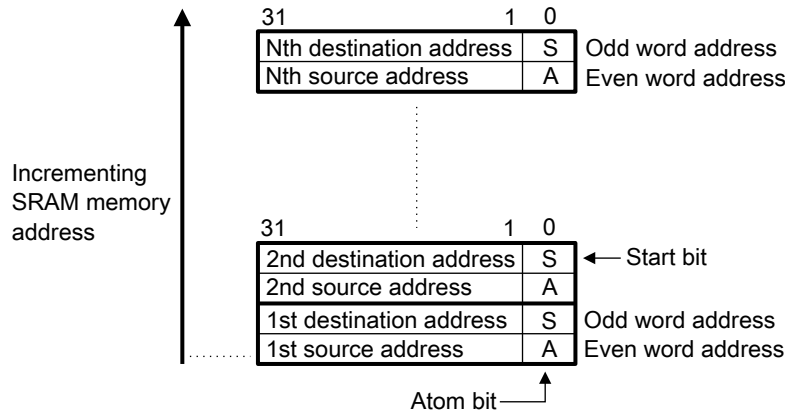 31 1 0
Nth destination address S Odd word address
Nth source address A Even word address
Incrementing
SRAM memory
address
31 1 0
2nd destination address S Start bit
2nd source address A
1st destination address S Odd word address
1st source address A Even word address
Atom bit